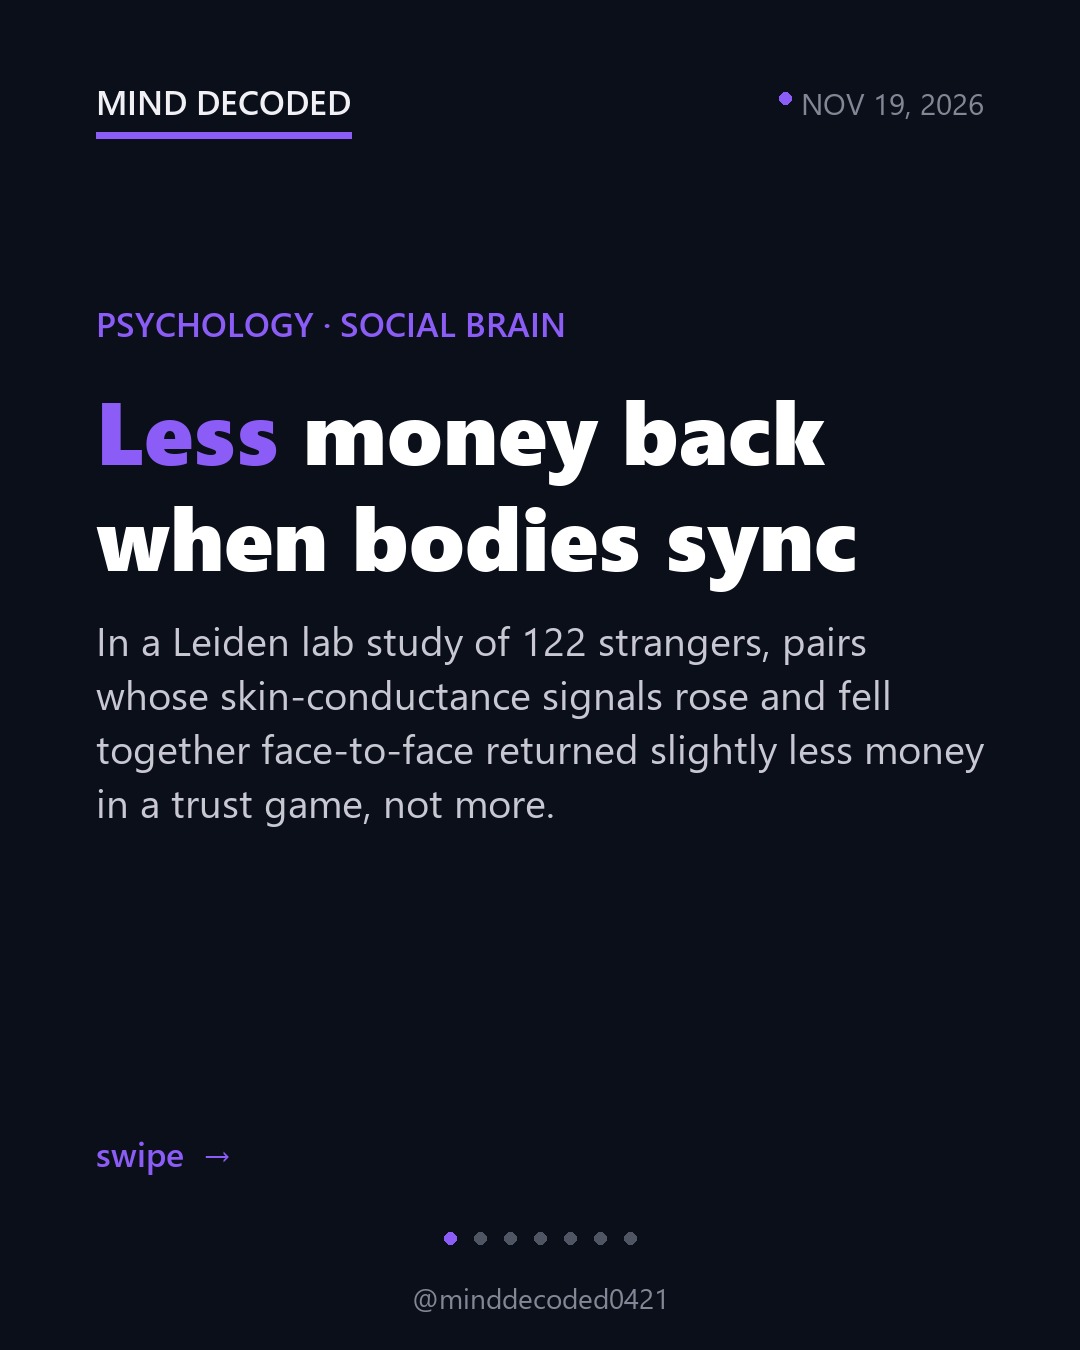 MIND DECODED
NOV 19, 2026
PSYCHOLOGY · SOCIAL BRAIN
Less money back
when bodies sync
In a Leiden lab study of 122 strangers, pairs
whose skin-conductance signals rose and fell
together face-to-face returned slightly less money
in a trust game, not more.
swipe →
@minddecoded0421